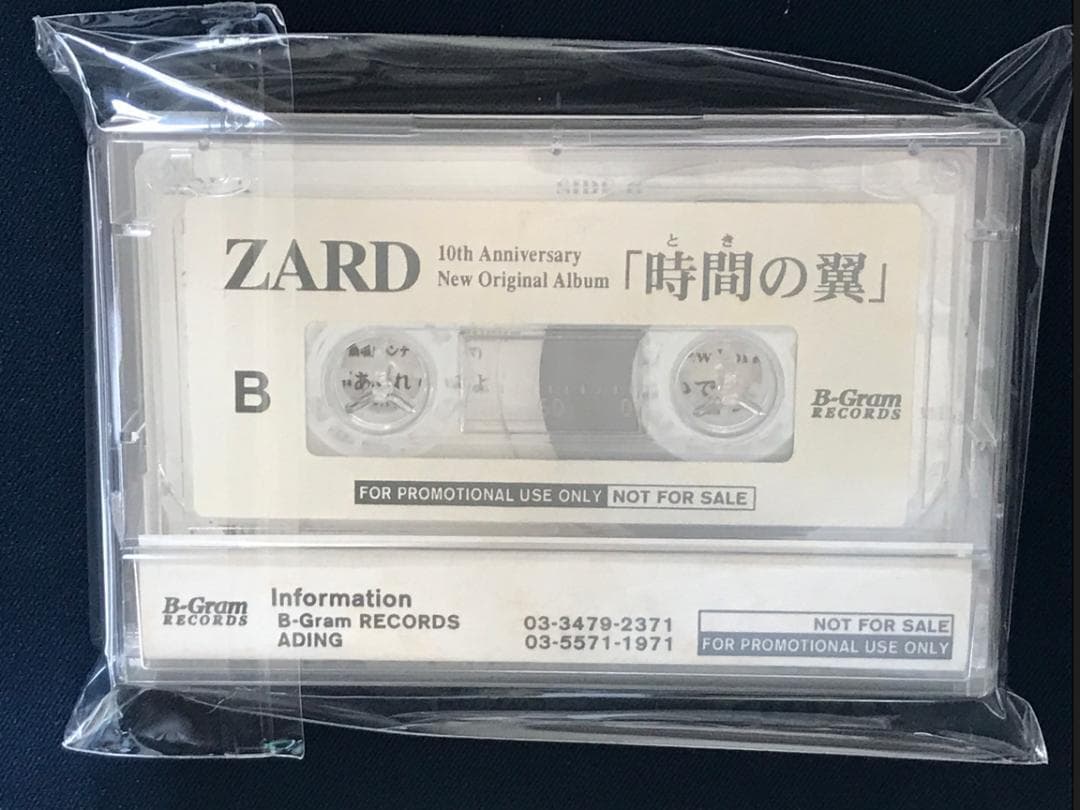 SIDE B
ZARD
10th Anniversary
New Original Album
「時間の翼」
とき
B
B-Gram
RECORDS
FOR PROMOTIONAL USE ONLY NOT FOR SALE
B-Gram
RECORDS
Information
B-Gram RECORDS 03-3479-2371
ADING 03-5571-1971
NOT FOR SALE
FOR PROMOTIONAL USE ONLY